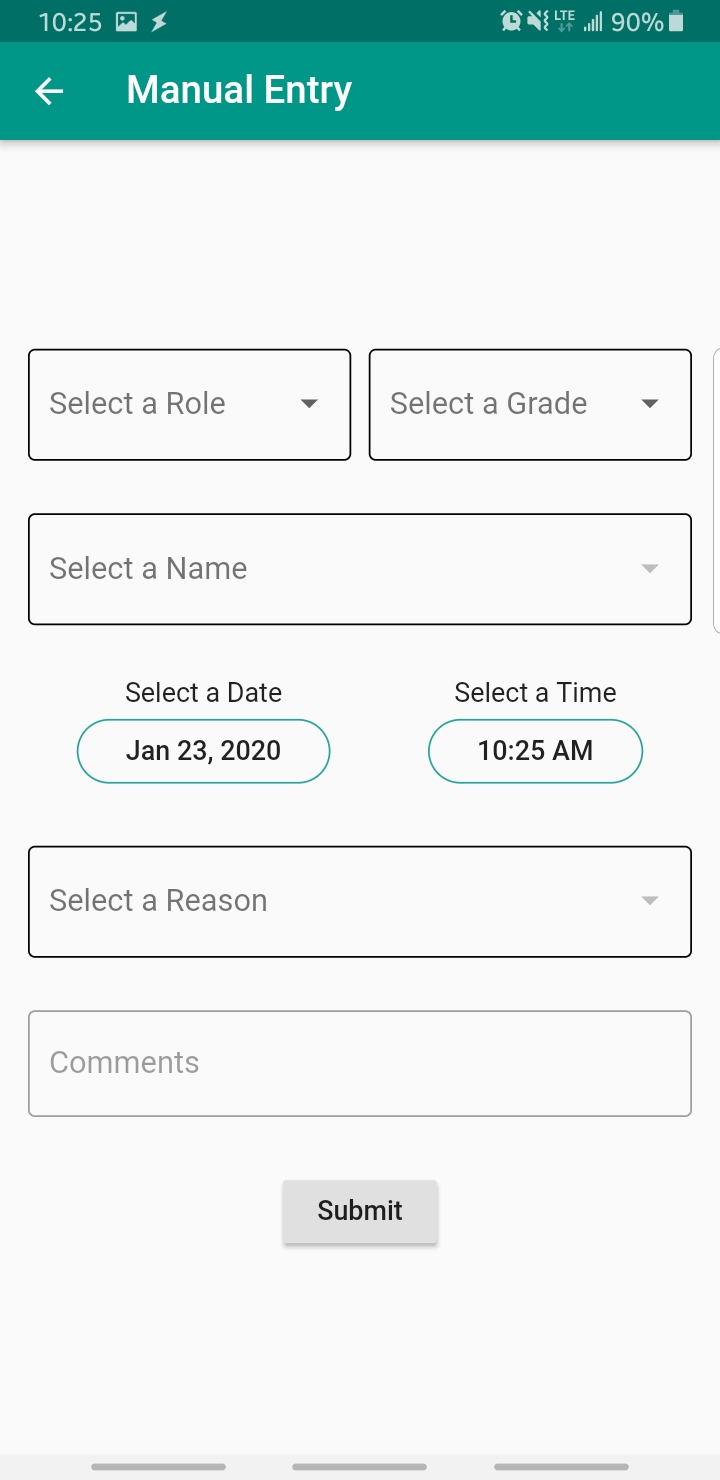 10:25 LTE 90%
Manual Entry
Select a Role Select a Grade
Select a Name
Select a Date Select a Time
Jan 23, 2020 10:25 AM
Select a Reason
Comments
Submit